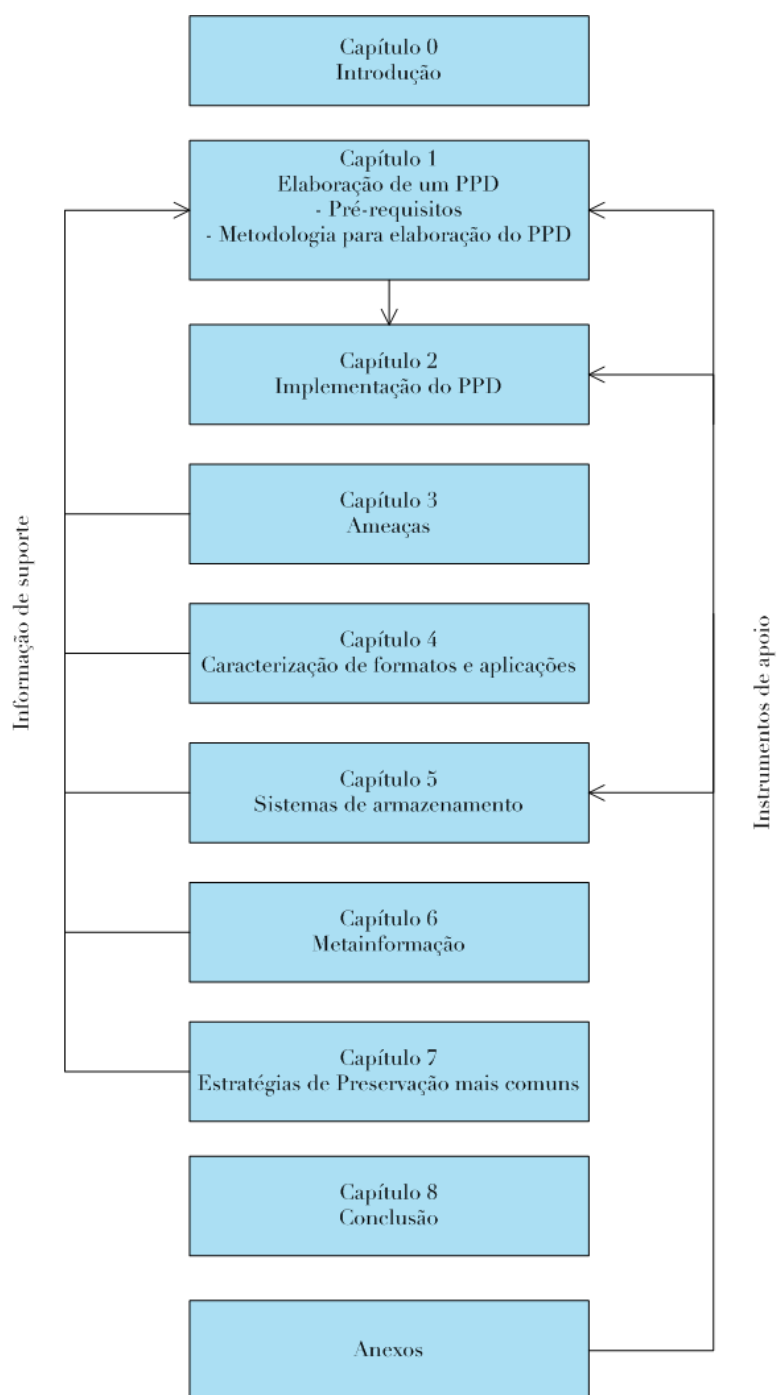 Capítulo 0
Introdução
Capítulo 1
Elaboração de um PPD
- Pré-requisitos
- Metodologia para elaboração do PPD
Capítulo 2
Implementação do PPD
Capítulo 3
Ameaças
Capítulo 4
Caracterização de formatos e aplicações
Capítulo 5
Sistemas de armazenamento
Capítulo 6
Metainformação
Capítulo 7
Estratégias de Preservação mais comuns
Capítulo 8
Conclusão
Anexos
Informação de suporte
Instrumentos de apoio